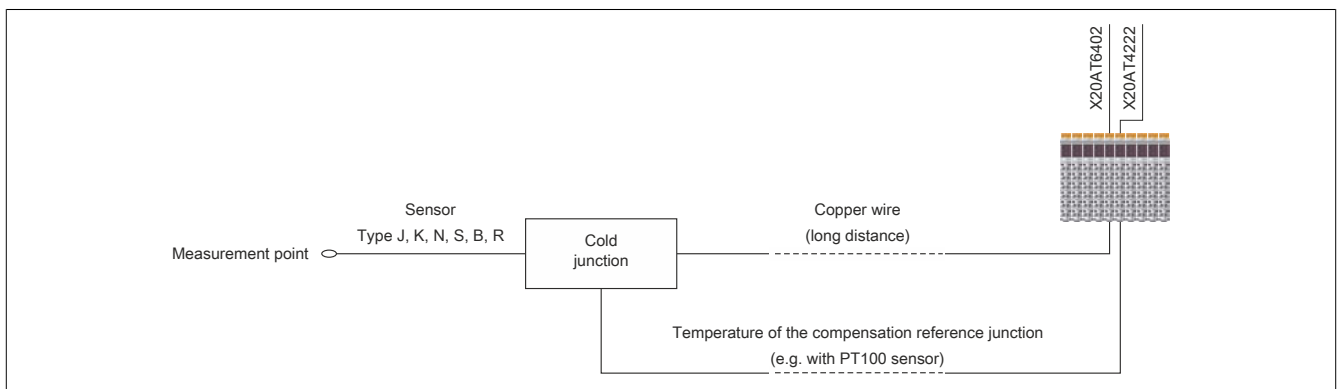 X20AT6402
X20AT4222
Sensor
Type J, K, N, S, B, R
Measurement point
Cold
junction
Copper wire
(long distance)
Temperature of the compensation reference junction
(e.g. with PT100 sensor)